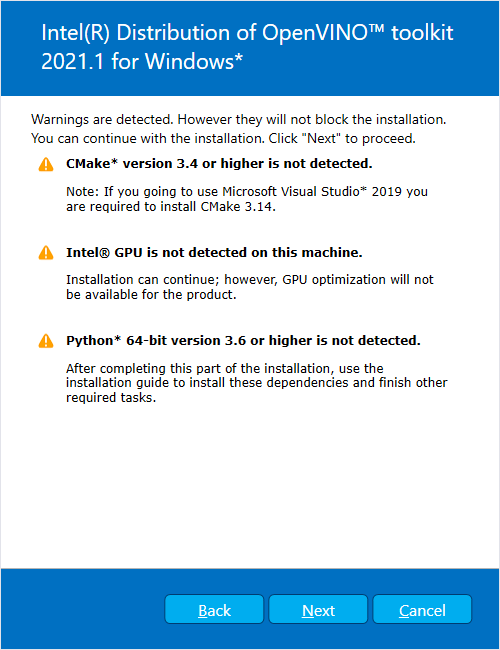 Intel(R) Distribution of OpenVINO™ toolkit
2021.1 for Windows*
Warnings are detected. However they will not block the installation.
You can continue with the installation. Click "Next" to proceed.
CMake* version 3.4 or higher is not detected.
Note: If you going to use Microsoft Visual Studio* 2019 you
are required to install CMake 3.14.
Intel® GPU is not detected on this machine.
Installation can continue; however, GPU optimization will not
be available for the product.
Python* 64-bit version 3.6 or higher is not detected.
After completing this part of the installation, use the
installation guide to install these dependencies and finish other
required tasks.
Back Next Cancel